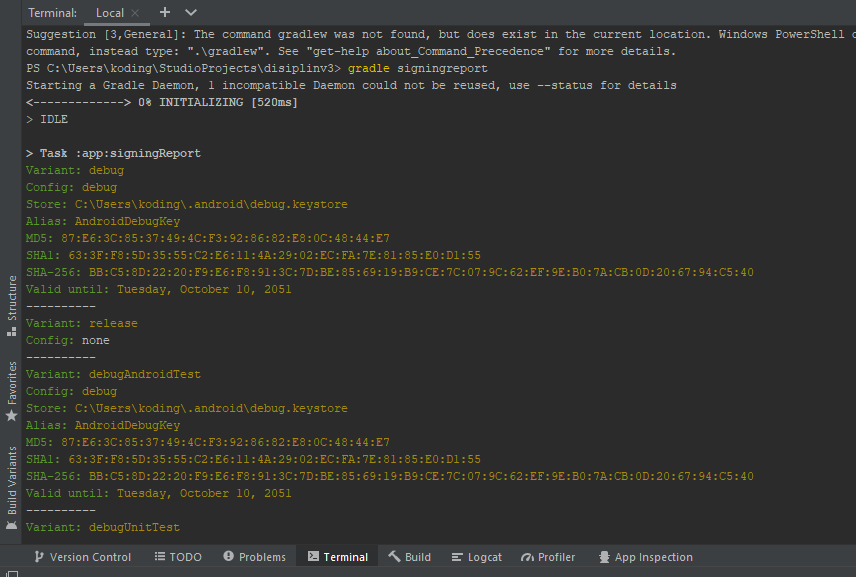 Terminal: Local × + 
Suggestion [3,General]: The command gradlew was not found, but does exist in the current location. Windows PowerShell
command, instead type: ".\gradlew". See "get-help about_Command_Precedence" for more details.
PS C:\Users\koding\StudioProjects\disiplinv3> gradle signingreport
Starting a Gradle Daemon, 1 incompatible Daemon could not be reused, use --status for details
<-------------> 0% INITIALIZING [520ms]
> IDLE
> Task :app:signingReport
Variant: debug
Config: debug
Store: C:\Users\koding\.android\debug.keystore
Alias: AndroidDebugKey
MD5: 87:E6:3C:85:37:49:4C:F3:92:86:82:E8:0C:48:44:E7
SHA1: 63:3F:F8:5D:35:55:C2:E6:11:4A:29:02:EC:FA:7E:81:85:E0:D1:55
SHA-256: BB:C5:8D:22:20:F9:E6:F8:91:3C:7D:BE:85:69:19:B9:CE:7C:07:9C:62:EF:9E:B0:7A:CB:0D:20:67:94:C5:40
Valid until: Tuesday, October 10, 2051
----------
Variant: release
Config: none
----------
Variant: debugAndroidTest
Config: debug
Store: C:\Users\koding\.android\debug.keystore
Alias: AndroidDebugKey
MD5: 87:E6:3C:85:37:49:4C:F3:92:86:82:E8:0C:48:44:E7
SHA1: 63:3F:F8:5D:35:55:C2:E6:11:4A:29:02:EC:FA:7E:81:85:E0:D1:55
SHA-256: BB:C5:8D:22:20:F9:E6:F8:91:3C:7D:BE:85:69:19:B9:CE:7C:07:9C:62:EF:9E:B0:7A:CB:0D:20:67:94:C5:40
Valid until: Tuesday, October 10, 2051
----------
Variant: debugUnitTest
Structure
Favorites
Build Variants
Version Control TODO Problems Terminal Build Logcat Profiler App Inspection